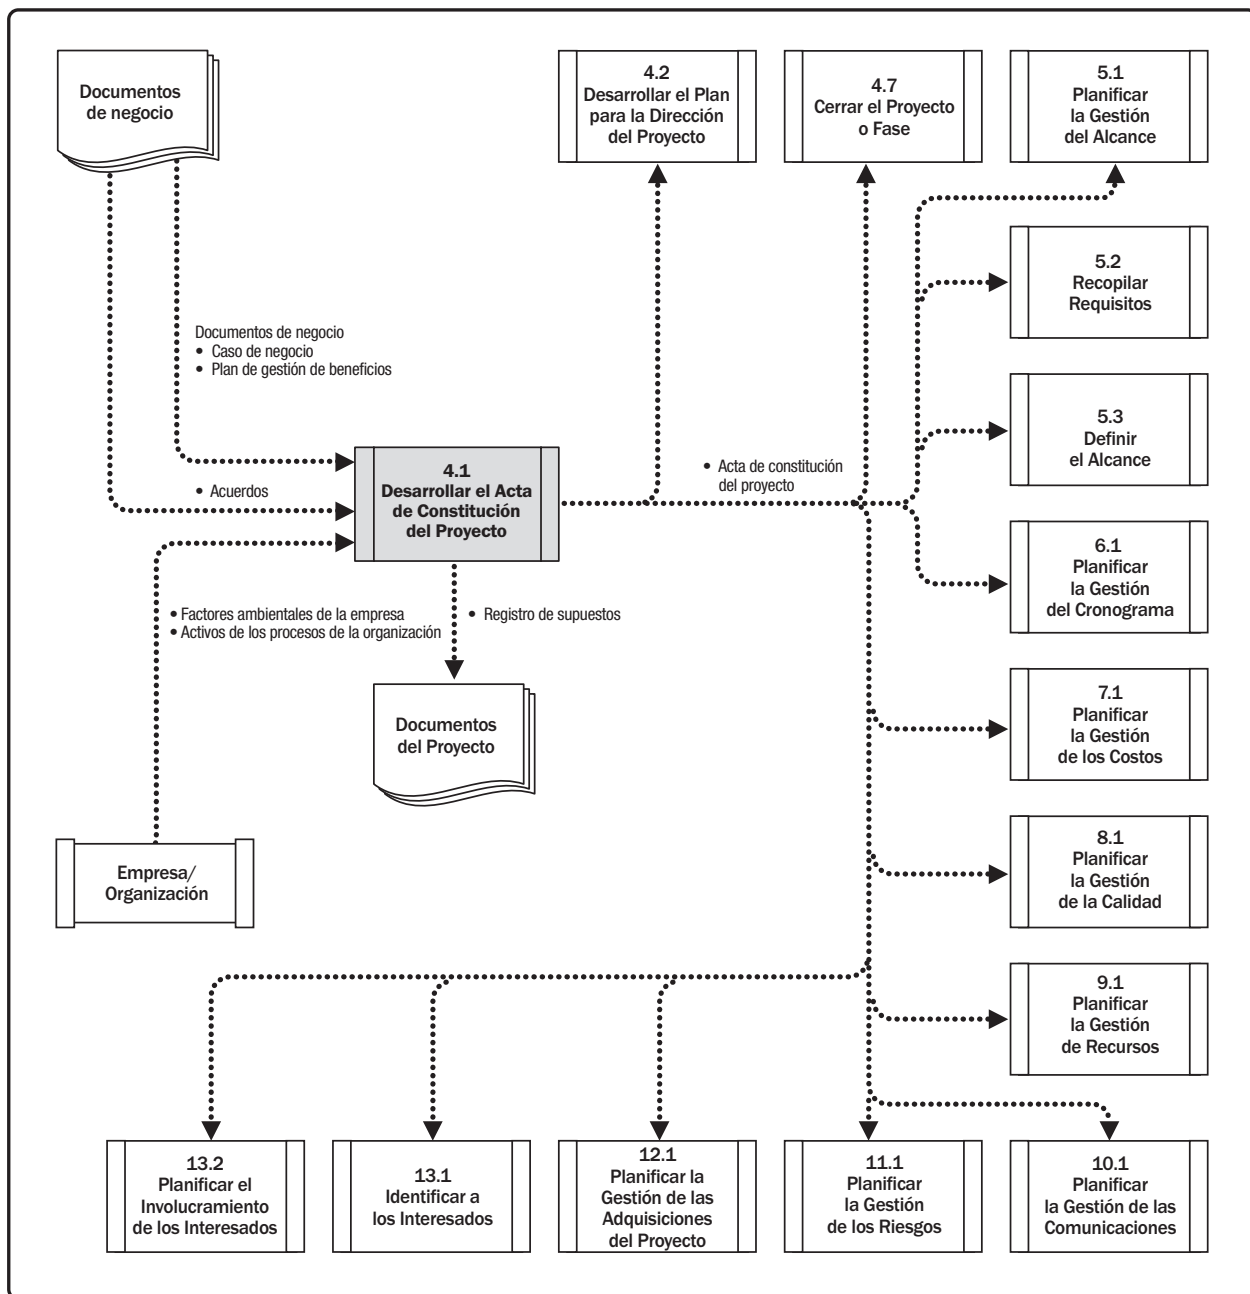 Documentos
de negocio
4.2
Desarrollar el Plan
para la Dirección
del Proyecto
4.7
Cerrar el Proyecto
o Fase
5.1
Planificar
la Gestión
del Alcance
5.2
Recopilar
Requisitos
Documentos de negocio
• Caso de negocio
• Plan de gestión de beneficios
5.3
Definir
el Alcance
• Acuerdos
4.1
Desarrollar el Acta
de Constitución
del Proyecto
• Acta de constitución
del proyecto
6.1
Planificar
la Gestión
del Cronograma
• Factores ambientales de la empresa
• Activos de los procesos de la organización
• Registro de supuestos
Documentos
del Proyecto
7.1
Planificar
la Gestión
de los Costos
Empresa/
Organización
8.1
Planificar
la Gestión
de la Calidad
9.1
Planificar
la Gestión
de Recursos
13.2
Planificar el
Involucramiento
de los Interesados
13.1
Identificar a
los Interesados
12.1
Planificar la
Gestión de las
Adquisiciones
del Proyecto
11.1
Planificar
la Gestión
de los Riesgos
10.1
Planificar
la Gestión de las
Comunicaciones